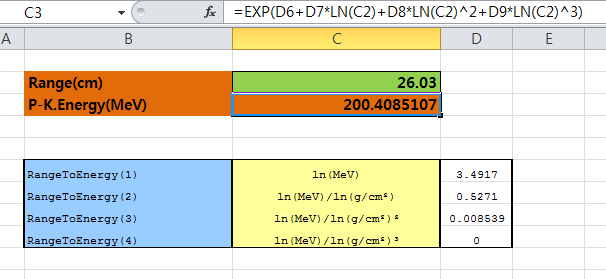 C3 fx =EXP(D6+D7*LN(C2)+D8*LN(C2)^2+D9*LN(C2)^3)
A B C D E
Range(cm) 26.03
P-K.Energy(MeV) 200.4085107
RangeToEnergy(1) ln(MeV) 3.4917
RangeToEnergy(2) ln(MeV)/ln(g/cm²) 0.5271
RangeToEnergy(3) ln(MeV)/ln(g/cm²)² 0.008539
RangeToEnergy(4) ln(MeV)/ln(g/cm²)³ 0